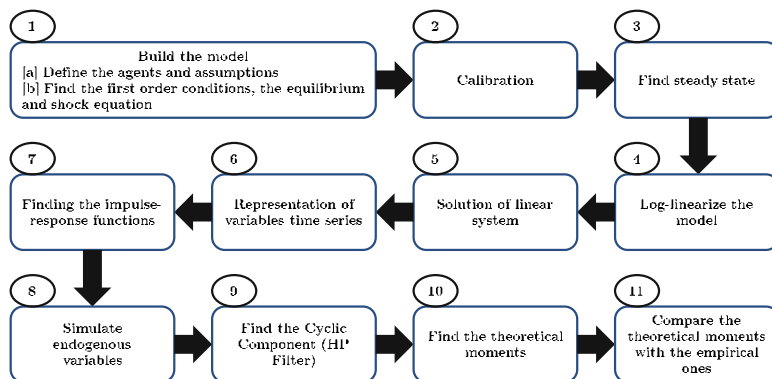 1
Build the model
[a] Define the agents and assumptions
[b] Find the first order conditions, the equilibrium
and shock equation
2
Calibration
3
Find steady state
4
Log-linearize the
model
5
Solution of linear
system
6
Representation of
variables time series
7
Finding the impulse-
response functions
8
Simulate
endogenous
variables
9
Find the Cyclic
Component (HP
Filter)
10
Find the theoretical
moments
11
Compare the
theoretical moments
with the empirical
ones